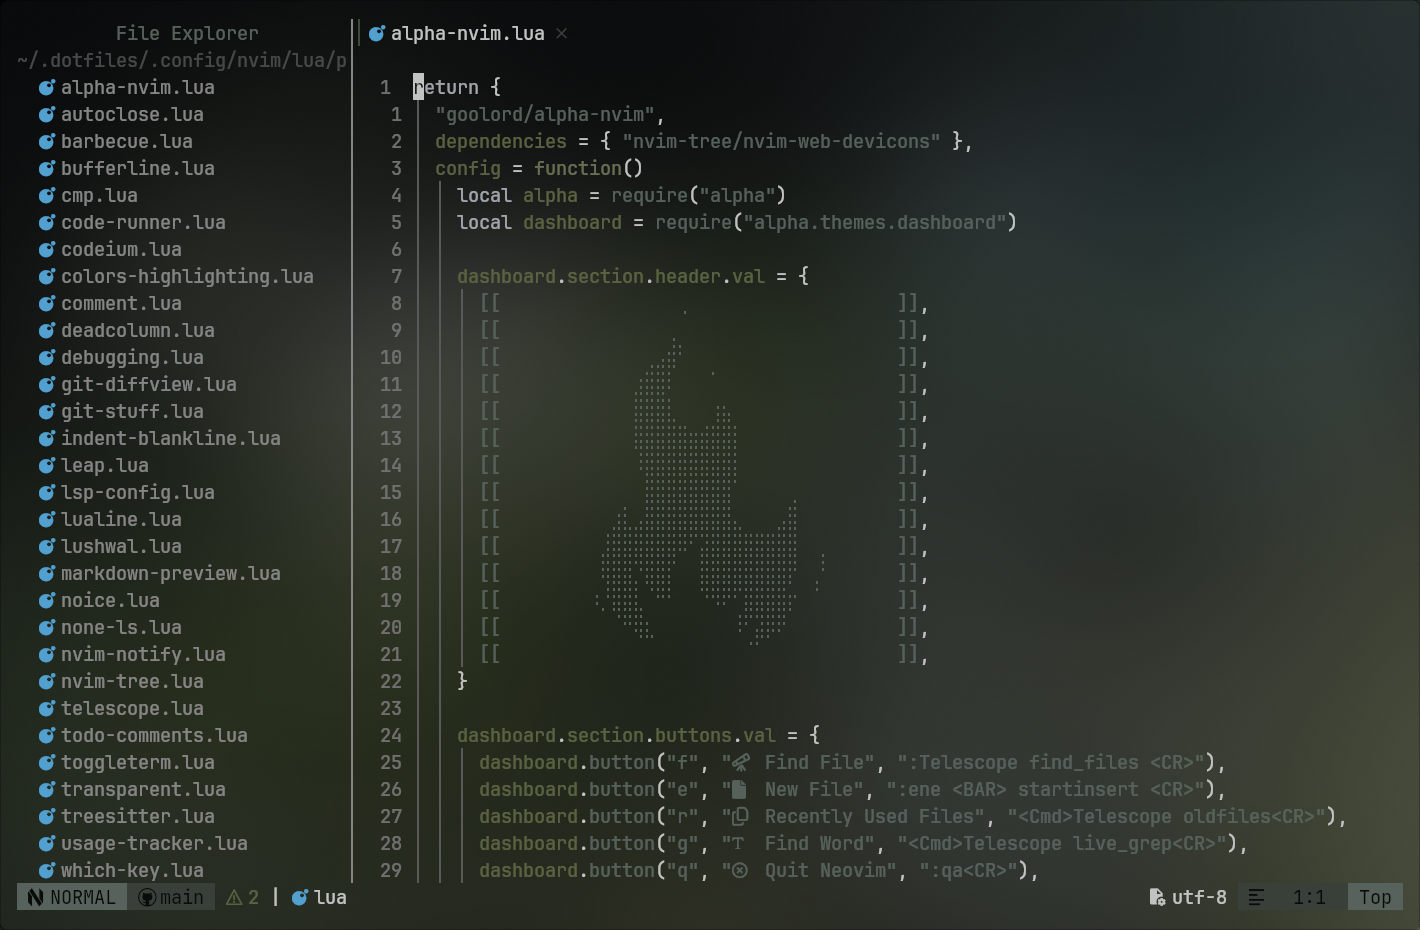 File Explorer
~/.dotfiles/.config/nvim/lua/p
alpha-nvim.lua
autoclose.lua
barbecue.lua
bufferline.lua
cmp.lua
code-runner.lua
codeium.lua
colors-highlighting.lua
comment.lua
deadcolumn.lua
debugging.lua
git-diffview.lua
git-stuff.lua
indent-blankline.lua
leap.lua
lsp-config.lua
lualine.lua
lushwal.lua
markdown-preview.lua
noice.lua
none-ls.lua
nvim-notify.lua
nvim-tree.lua
telescope.lua
todo-comments.lua
toggleterm.lua
transparent.lua
treesitter.lua
usage-tracker.lua
which-key.lua
alpha-nvim.lua ×
1 return {
1 "goolord/alpha-nvim",
2 dependencies = { "nvim-tree/nvim-web-devicons" },
3 config = function()
4 local alpha = require("alpha")
5 local dashboard = require("alpha.themes.dashboard")
6
7 dashboard.section.header.val = {
8 [[ ]],
9 [[ ]],
10 [[ ]],
11 [[ ]],
12 [[ ]],
13 [[ ]],
14 [[ ]],
15 [[ ]],
16 [[ ]],
17 [[ ]],
18 [[ ]],
19 [[ ]],
20 [[ ]],
21 [[ ]],
22 }
23
24 dashboard.section.buttons.val = {
25 dashboard.button("f", " Find File", ":Telescope find_files <CR>"),
26 dashboard.button("e", " New File", ":ene <BAR> startinsert <CR>"),
27 dashboard.button("r", " Recently Used Files", "<Cmd>Telescope oldfiles<CR>"),
28 dashboard.button("g", " Find Word", "<Cmd>Telescope live_grep<CR>"),
29 dashboard.button("q", " Quit Neovim", ":qa<CR>"),
NORMAL main 2 | lua utf-8 1:1 Top